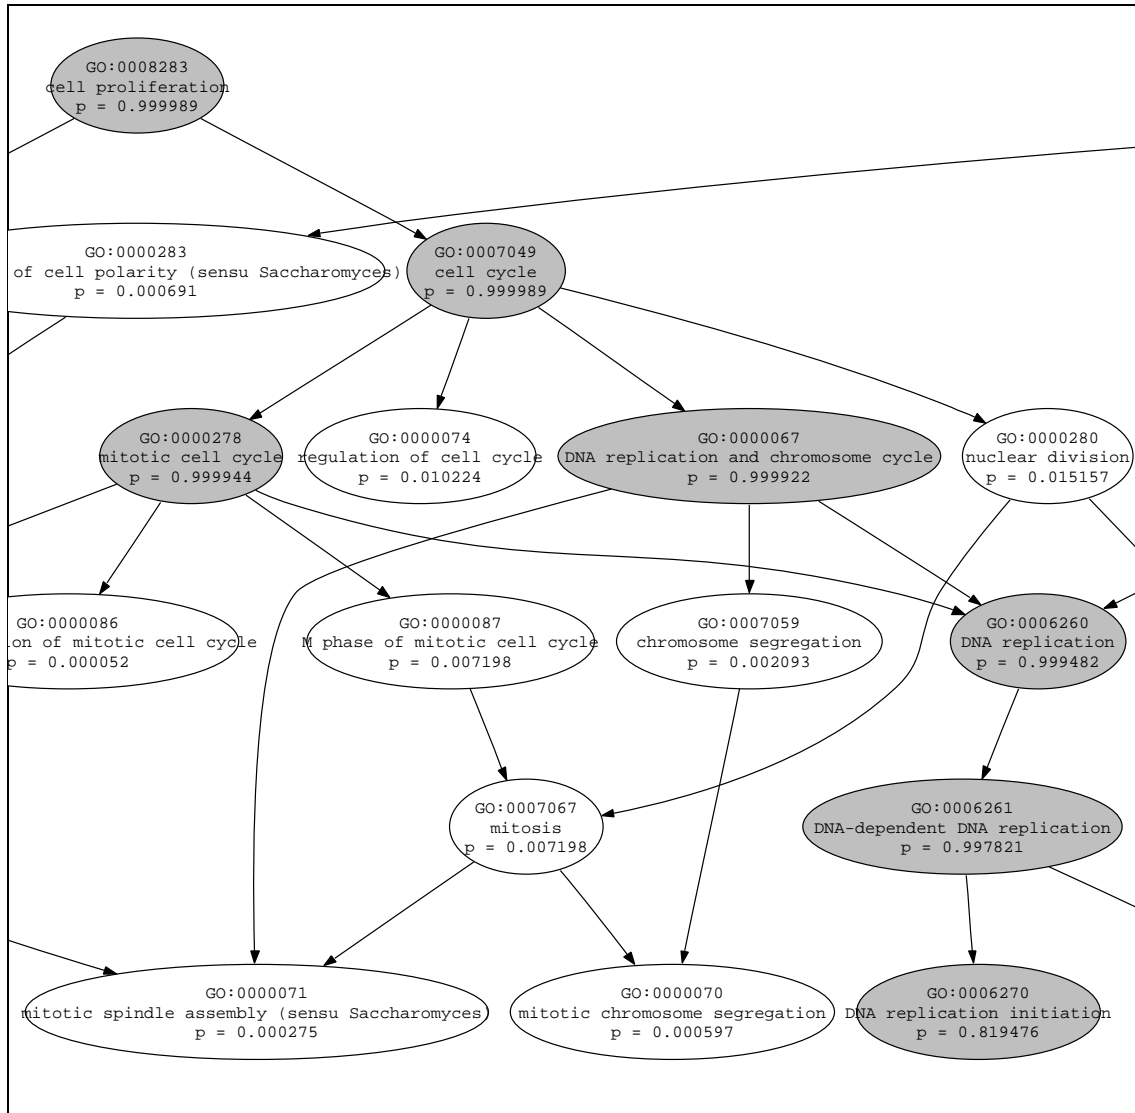 GO:0008283
cell proliferation
p = 0.999989
GO:0000283
of cell polarity (sensu Saccharomyces)
p = 0.000691
GO:0007049
cell cycle
p = 0.999989
GO:0000278
mitotic cell cycle
p = 0.999944
GO:0000074
regulation of cell cycle
p = 0.010224
GO:0000067
DNA replication and chromosome cycle
p = 0.999922
GO:0000280
nuclear division
p = 0.015157
GO:0000086
ion of mitotic cell cycle
p = 0.000052
GO:0000087
M phase of mitotic cell cycle
p = 0.007198
GO:0007059
chromosome segregation
p = 0.002093
GO:0006260
DNA replication
p = 0.999482
GO:0007067
mitosis
p = 0.007198
GO:0006261
DNA-dependent DNA replication
p = 0.997821
GO:0000071
mitotic spindle assembly (sensu Saccharomyces)
p = 0.000275
GO:0000070
mitotic chromosome segregation
p = 0.000597
GO:0006270
DNA replication initiation
p = 0.819476